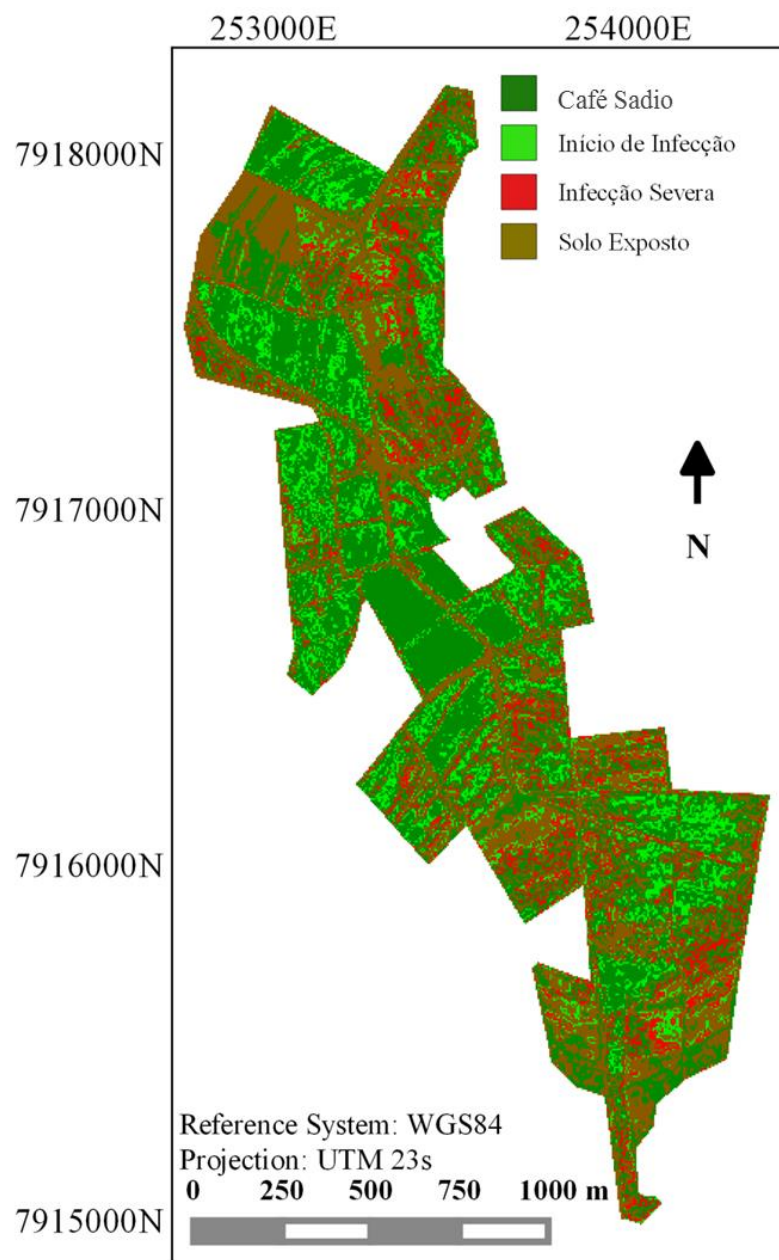 253000E 254000E
7918000N
Café Sadio
Início de Infecção
Infecção Severa
Solo Exposto
7917000N
N
7916000N
Reference System: WGS84
Projection: UTM 23s
0 250 500 750 1000 m
7915000N